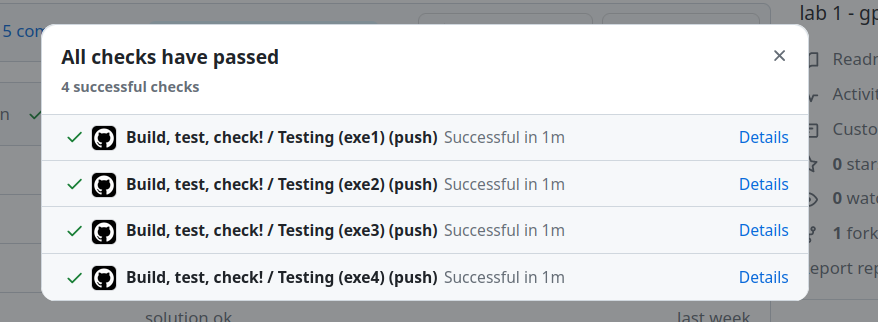 lab 1 - gp
5 com
All checks have passed
4 successful checks
Readm
Activit
n
Build, test, check! / Testing (exe1) (push) Successful in 1m Details
Custo
0 star
Build, test, check! / Testing (exe2) (push) Successful in 1m Details
0 watc
Build, test, check! / Testing (exe3) (push) Successful in 1m Details
1 fork
eport rep
Build, test, check! / Testing (exe4) (push) Successful in 1m Details
solution ok
last week